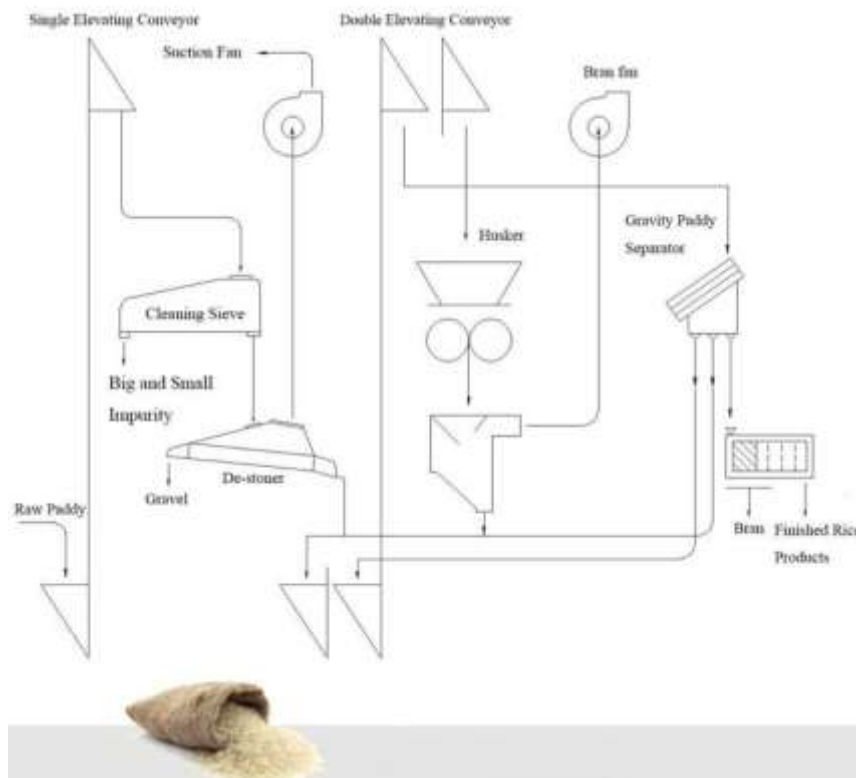 Single Elevating Conveyor
Double Elevating Conveyor
Suction Fan
Bran fan
Gravity Paddy
Separator
Husker
Cleaning Sieve
Big and Small
Impurity
De-stoner
Gravel
Raw Paddy
Bran
Finished Rice
Products